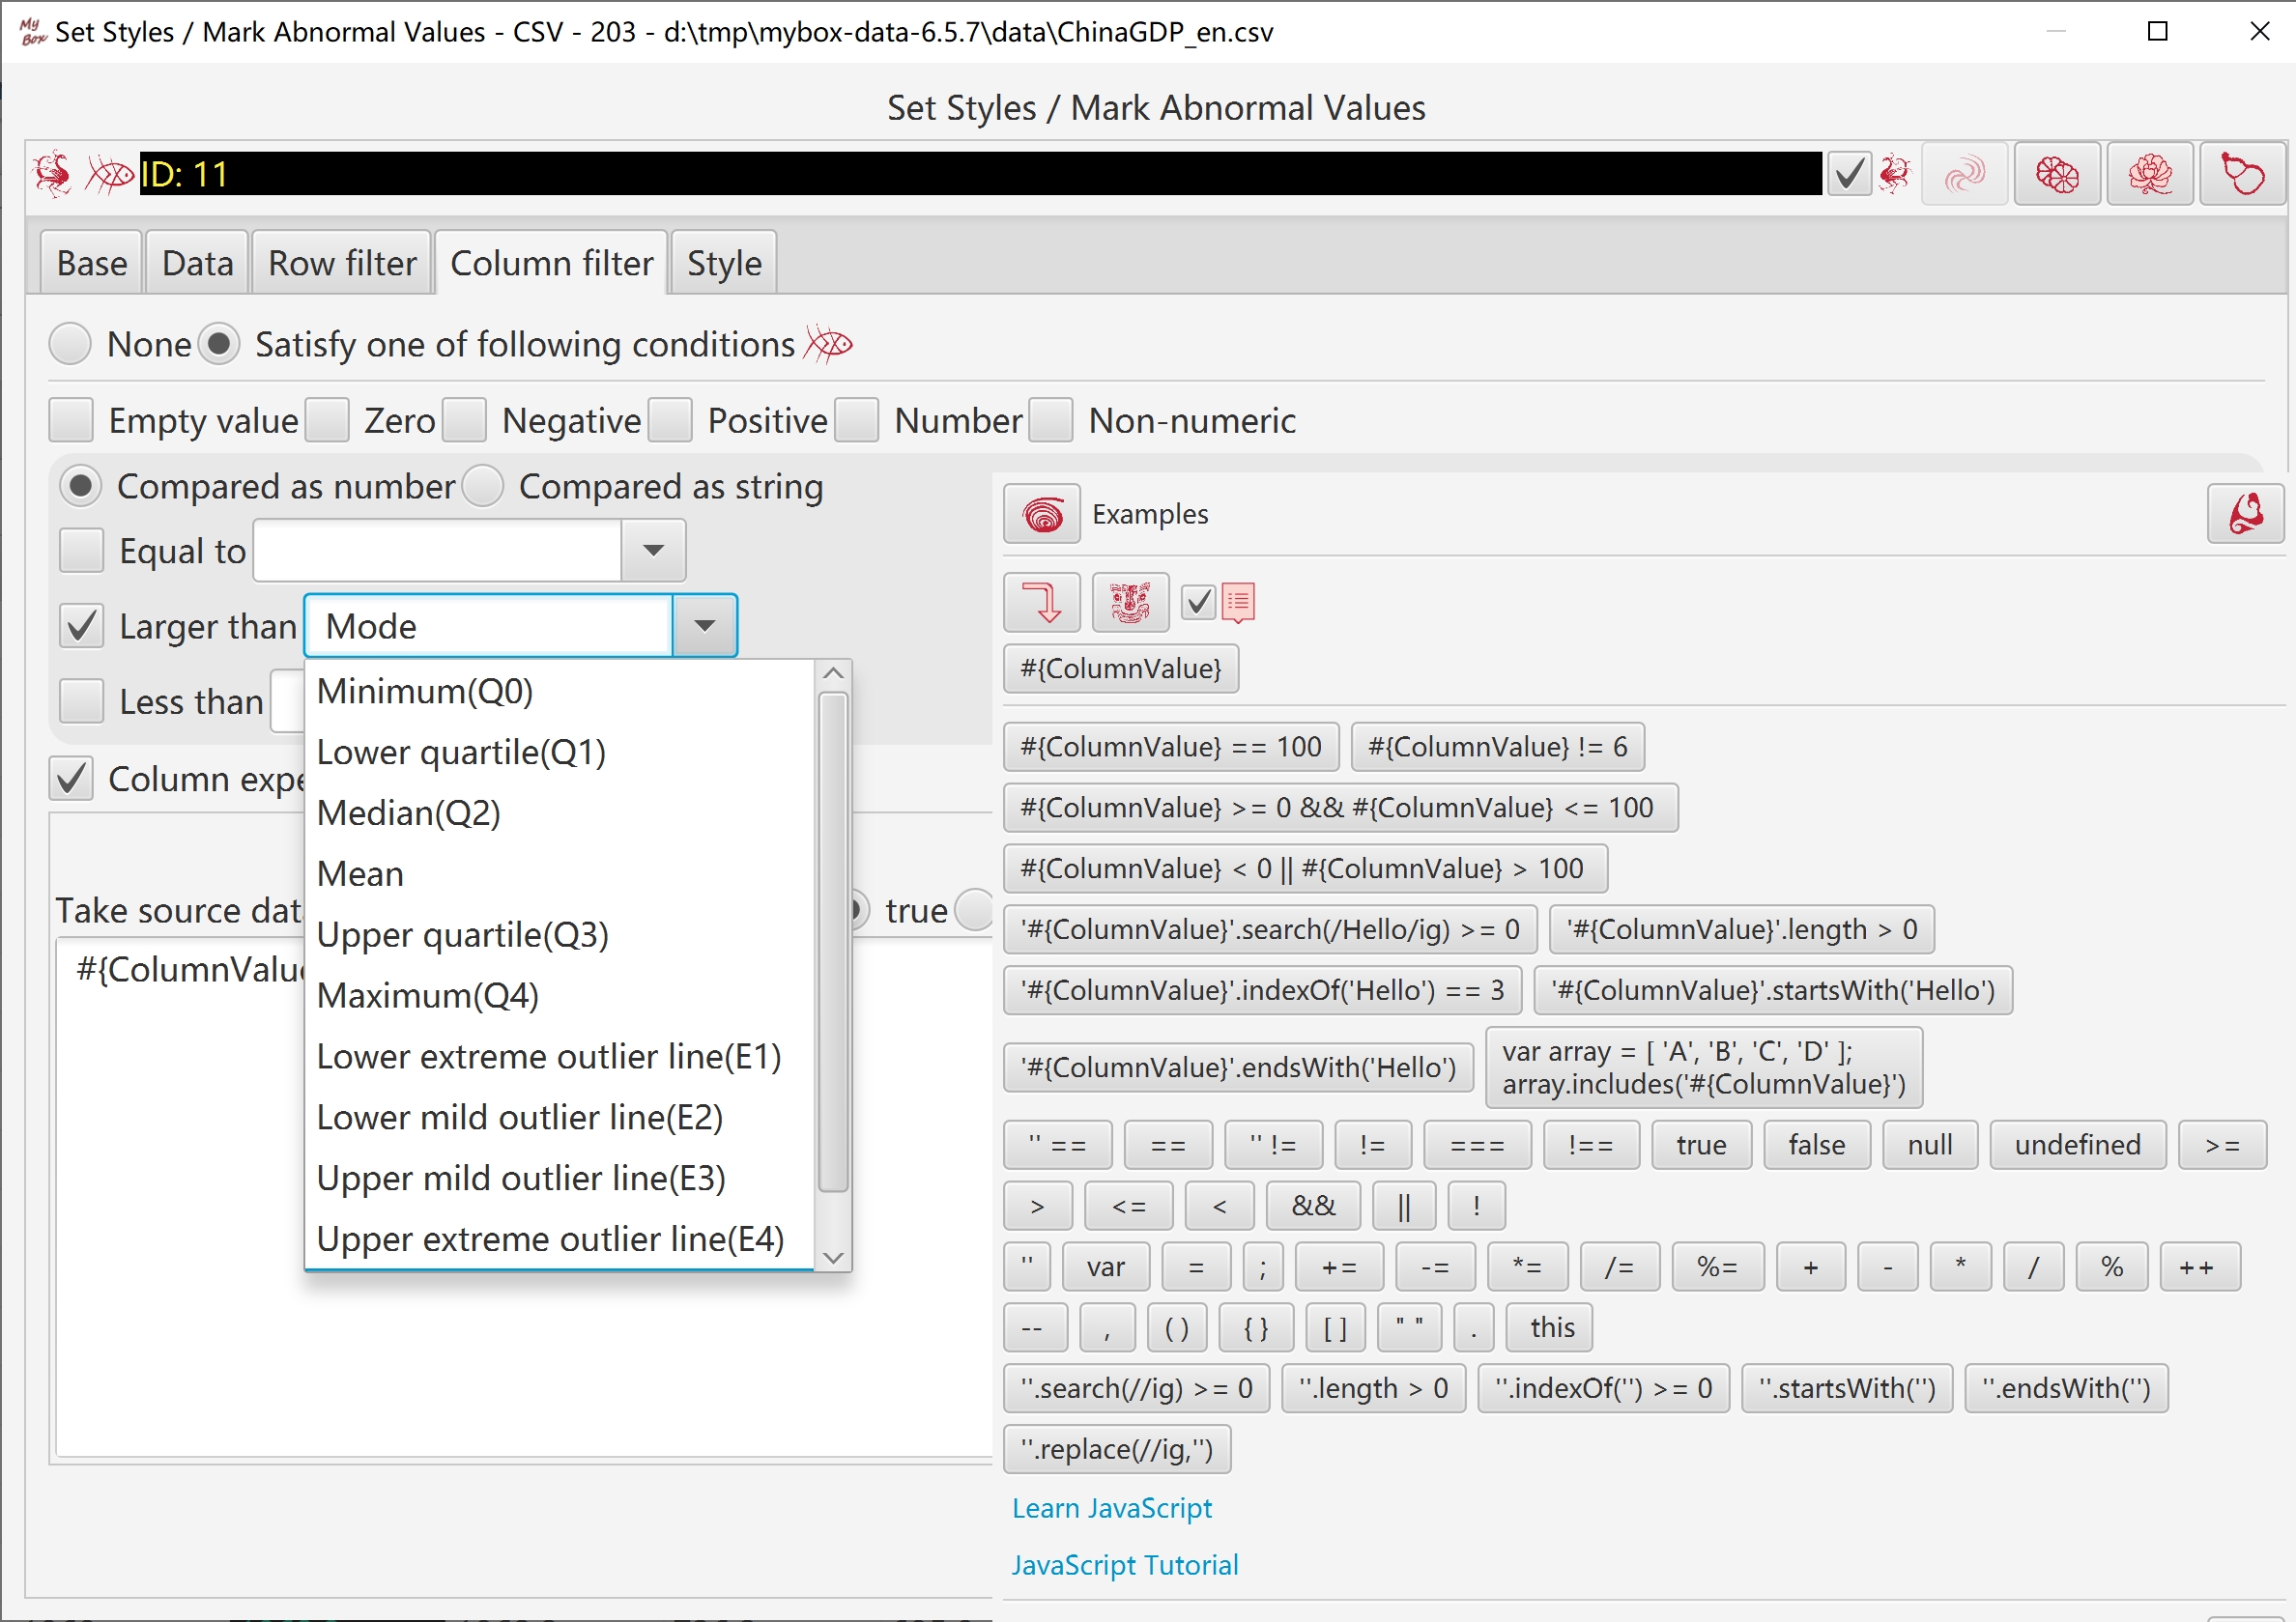 My Box Set Styles / Mark Abnormal Values - CSV - 203 - d:\tmp\mybox-data-6.5.7\data\ChinaGDP_en.csv
Set Styles / Mark Abnormal Values
ID: 11
Base Data Row filter Column filter Style
None Satisfy one of following conditions
Empty value Zero Negative Positive Number Non-numeric
Compared as number Compared as string
Equal to
Larger than Mode
Less than
Minimum(Q0)
Lower quartile(Q1)
Median(Q2)
Mean
Upper quartile(Q3)
Maximum(Q4)
Lower extreme outlier line(E1)
Lower mild outlier line(E2)
Upper mild outlier line(E3)
Upper extreme outlier line(E4)
Column
Take source true
Examples
#{ColumnValue}
#{ColumnValue} == 100 #{ColumnValue} != 6
#{ColumnValue} >= 0 && #{ColumnValue} <= 100
#{ColumnValue} < 0 || #{ColumnValue} > 100
'#{ColumnValue}'.search(/Hello/ig) >= 0 '#{ColumnValue}'.length > 0
'#{ColumnValue}'.indexOf('Hello') == 3 '#{ColumnValue}'.startsWith('Hello')
'#{ColumnValue}'.endsWith('Hello') var array = [ 'A', 'B', 'C', 'D' ];
array.includes('#{ColumnValue}')
'' == == '' != != === !== true false null undefined >=
> <= < && || !
'' var = ; += -= *= /= %= + - * / % ++
-- , ( ) { } [ ] " " . this
''.search(//ig) >= 0 ''.length > 0 ''.indexOf('') >= 0 ''.startsWith('') ''.endsWith('')
''.replace(//ig,'')
Learn JavaScript
JavaScript Tutorial